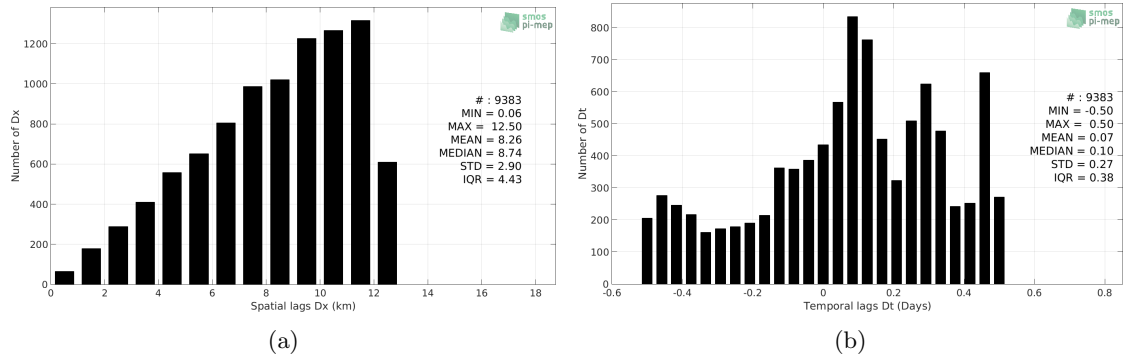 smos
pi-mep
1200
1000
800
600
400
200
0
Number of Dx
# : 9383
MIN = 0.06
MAX = 12.50
MEAN = 8.26
MEDIAN = 8.74
STD = 2.90
IQR = 4.43
0 2 4 6 8 10 12 14 16 18
Spatial lags Dx (km)
(a)
smos
pi-mep
800
700
600
500
400
300
200
100
0
Number of Dt
# : 9383
MIN = -0.50
MAX = 0.50
MEAN = 0.07
MEDIAN = 0.10
STD = 0.27
IQR = 0.38
-0.6 -0.4 -0.2 0 0.2 0.4 0.6 0.8
Temporal lags Dt (Days)
(b)